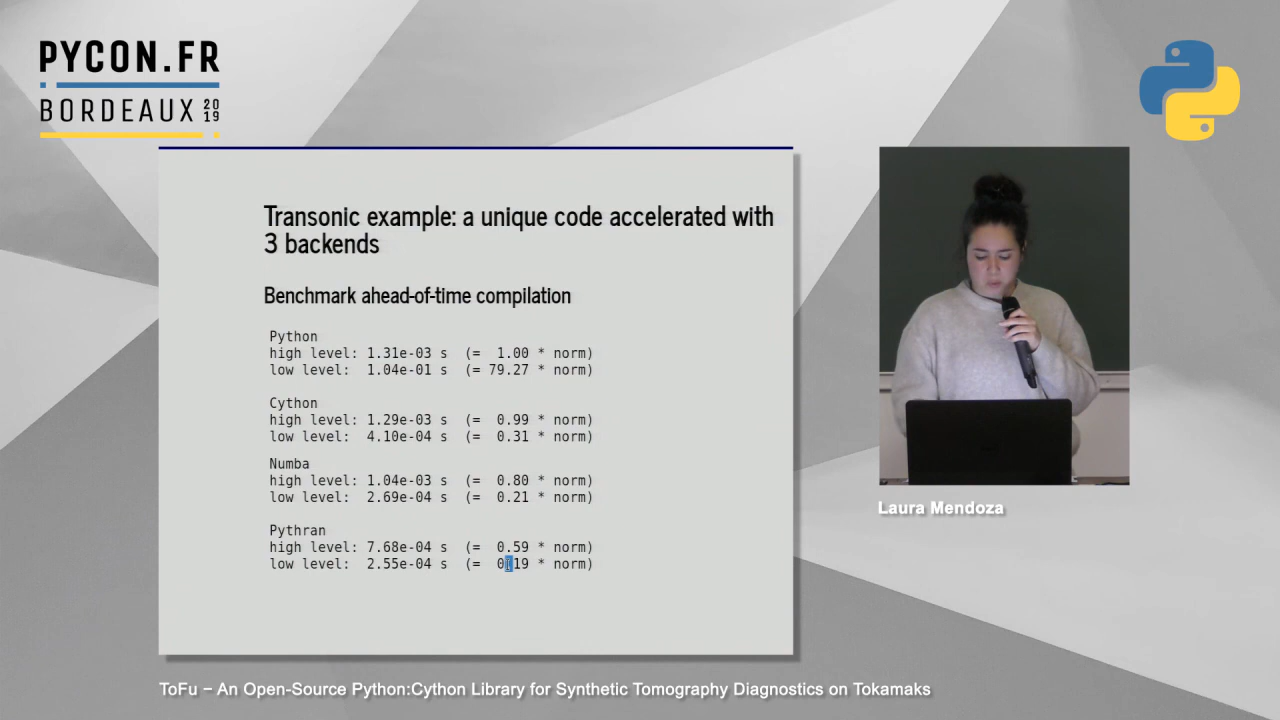 PYCON.FR
BORDEAUX 2019
Transonic example: a unique code accelerated with
3 backends
Benchmark ahead-of-time compilation
Python
high level: 1.31e-03 s (= 1.00 * norm)
low level: 1.04e-01 s (= 79.27 * norm)
Cython
high level: 1.29e-03 s (= 0.99 * norm)
low level: 4.10e-04 s (= 0.31 * norm)
Numba
high level: 1.04e-03 s (= 0.80 * norm)
low level: 2.69e-04 s (= 0.21 * norm)
Pythran
high level: 7.68e-04 s (= 0.59 * norm)
low level: 2.55e-04 s (= 0.19 * norm)
Laura Mendoza
ToFu – An Open-Source Python:Cython Library for Synthetic Tomography Diagnostics on Tokamaks